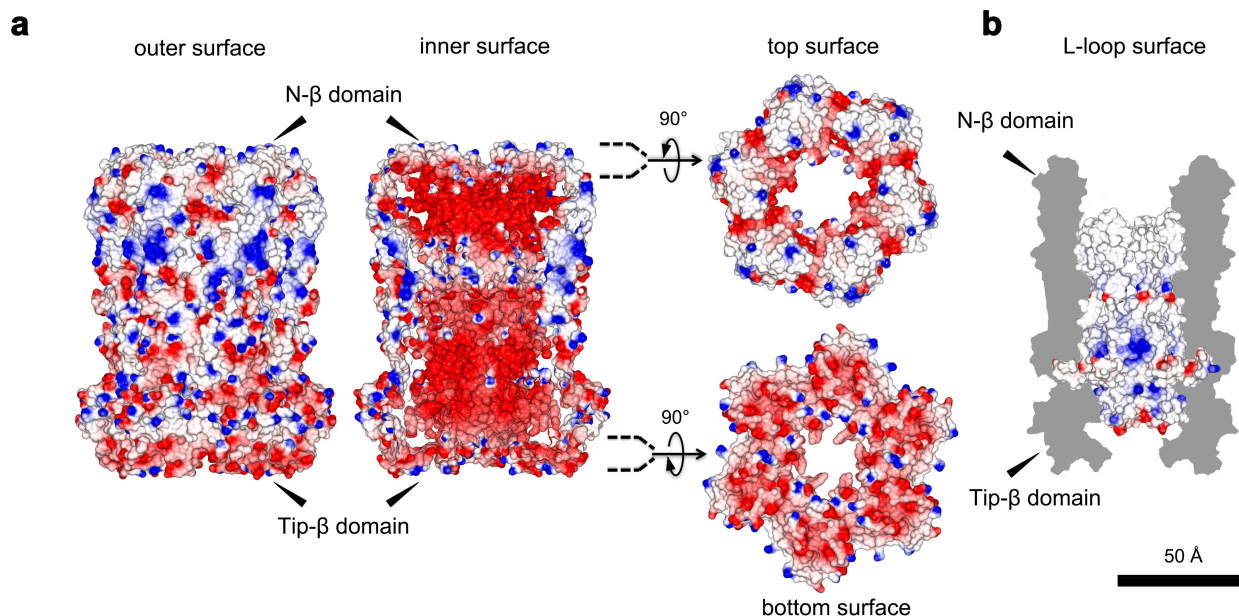 a
outer surface
inner surface
top surface
b
L-loop surface
N-β domain
90°
N-β domain
90°
Tip-β domain
Tip-β domain
50 Å
bottom surface